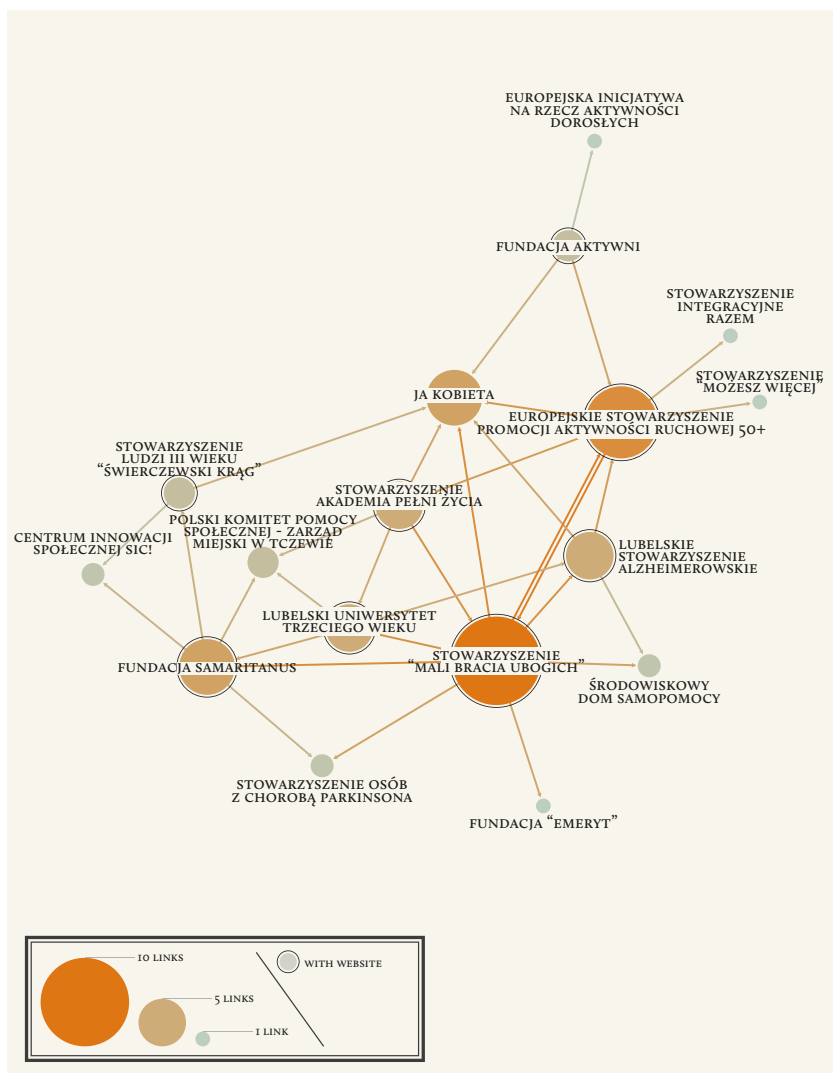 EUROPEJSKA INICJATYWA
NA RZECZ AKTYWNOŚCI
DOROSŁYCH
FUNDACJA AKTYWNI
STOWARZYSZENIE
INTEGRACYJNE
RAZEM
STOWARZYSZENIE
“MOŻESZ WIĘCEJ”
JA KOBIETA
EUROPEJSKIE STOWARZYSZENIE
PROMOCJI AKTYWNOŚCI RUCHOWEJ 50+
STOWARZYSZENIE
LUDZI III WIEKU
“ŚWIERCZEWSKI KRĄG”
STOWARZYSZENIE
AKADEMIA PEŁNI ŻYCIA
POLSKI KOMITET POMOCY
SPOŁECZNEJ - ZARZĄD
MIEJSKI W TCZEWIE
CENTRUM INNOWACJI
SPOŁECZNEJ SIC!
LUBELSKIE
STOWARZYSZENIE
ALZHEIMEROWSKIE
LUBELSKI UNIWERSYTET
TRZECIEGO WIEKU
STOWARZYSZENIE
“MALI BRACIA UBOGICH”
FUNDACJA SAMARITANUS
ŚRODOWISKOWY
DOM SAMOPOMOCY
STOWARZYSZENIE OSÓB
Z CHOROBĄ PARKINSONA
FUNDACJA “EMERYT”
10 LINKS
5 LINKS
1 LINK
WITH WEBSITE